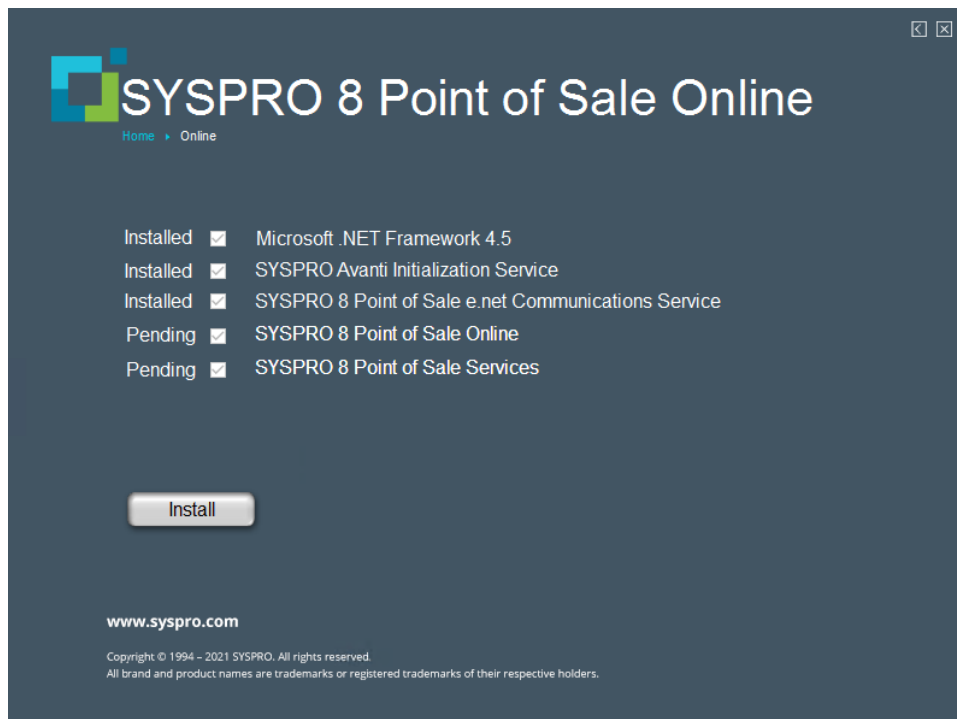 SYSPRO 8 Point of Sale Online
Home ▸ Online
Installed Microsoft .NET Framework 4.5
Installed SYSPRO Avanti Initialization Service
Installed SYSPRO 8 Point of Sale e.net Communications Service
Pending SYSPRO 8 Point of Sale Online
Pending SYSPRO 8 Point of Sale Services
Install
www.syspro.com
Copyright © 1994 – 2021 SYSPRO. All rights reserved.
All brand and product names are trademarks or registered trademarks of their respective holders.